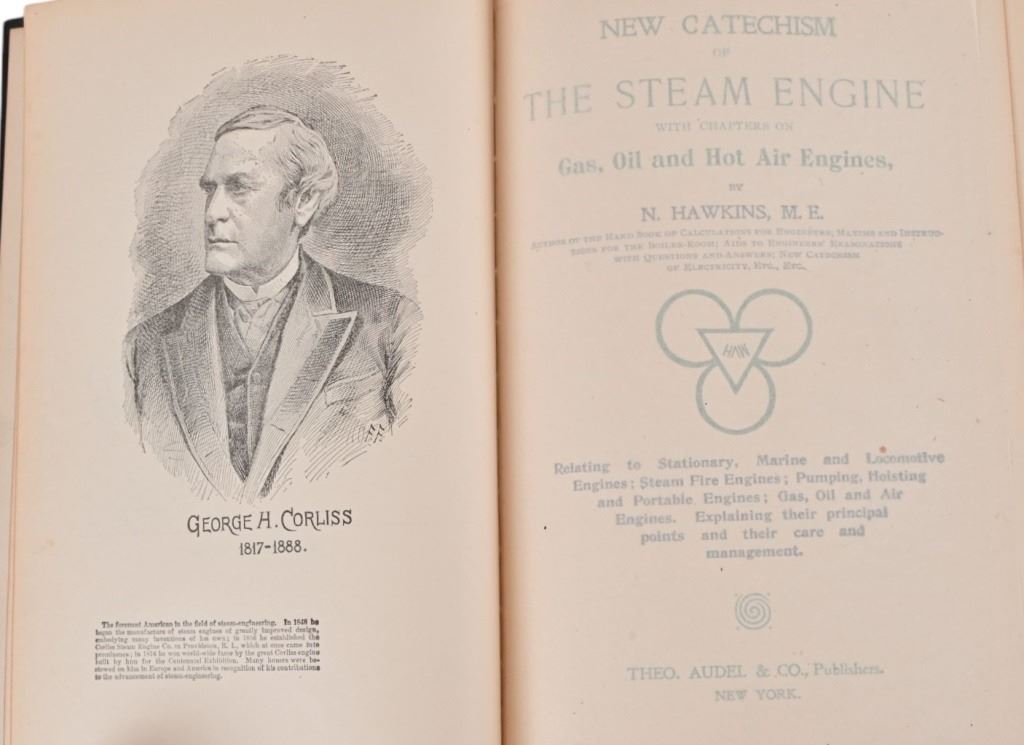 GEORGE H. CORLISS
1817-1888.
The foremost American in the field of steam-engineering. In 1848 he
began the manufacture of steam engines of greatly improved design,
embodying many inventions of his own; in 1856 he established the
Corliss Steam Engine Co. in Providence, R. I., which at once came into
prominence; in 1876 he won world-wide fame by the great Corliss engine
built by him for the Centennial Exhibition. Many honors were be-
stowed on him in Europe and America in recognition of his contributions
to the advancement of steam-engineering.
NEW CATECHISM
OF
THE STEAM ENGINE
WITH CHAPTERS ON
Gas, Oil and Hot Air Engines,
BY
N. HAWKINS, M. E.
AUTHOR OF THE HAND BOOK OF CALCULATIONS FOR ENGINEERS; MAXIMS AND INSTRUC-
TIONS FOR THE BOILER-ROOM; AIDS TO ENGINEERS' EXAMINATIONS
WITH QUESTIONS AND ANSWERS; NEW CATECHISM
OF ELECTRICITY, ETC., ETC.
HAW
Relating to Stationary, Marine and Locomotive
Engines; Steam Fire Engines; Pumping, Hoisting
and Portable Engines; Gas, Oil and Air
Engines. Explaining their principal
points and their care and
management.
THEO. AUDEL & CO., Publishers.
NEW YORK.